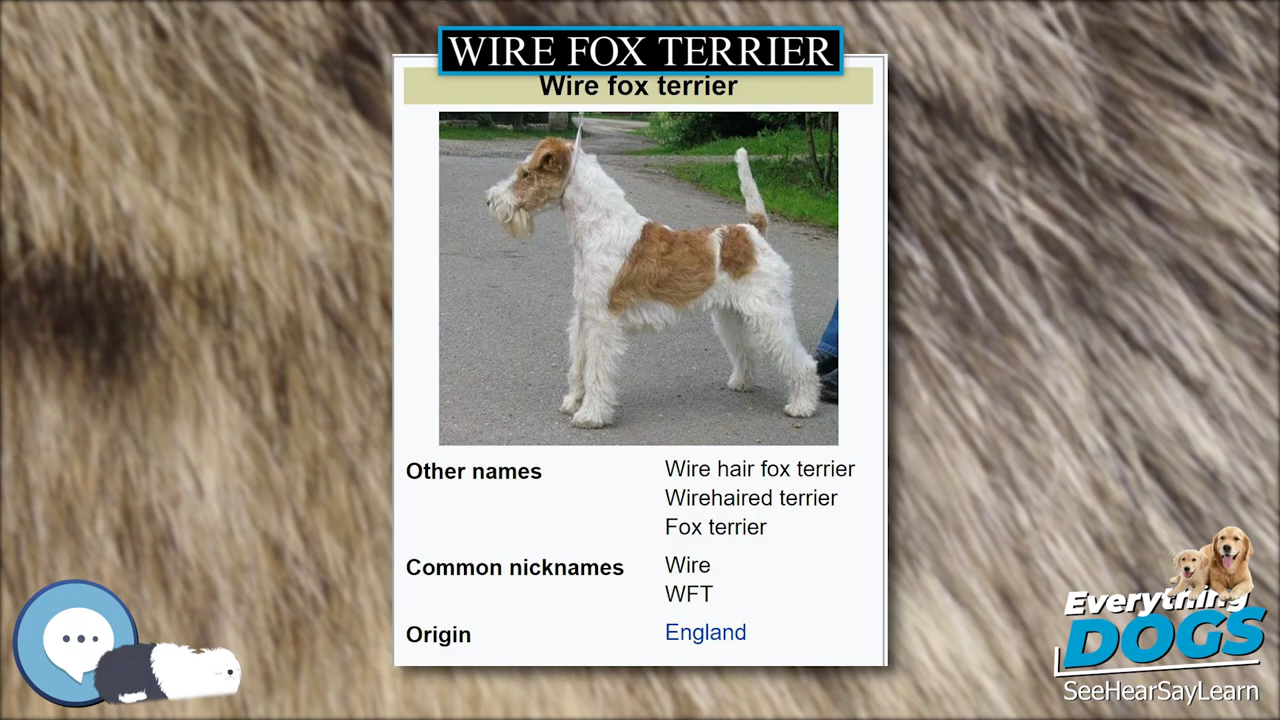 WIRE FOX TERRIER
Wire fox terrier
Other names
Wire hair fox terrier
Wirehaired terrier
Fox terrier
Common nicknames
Wire
WFT
Origin
England
Everything
DOGS
SeeHearSayLearn